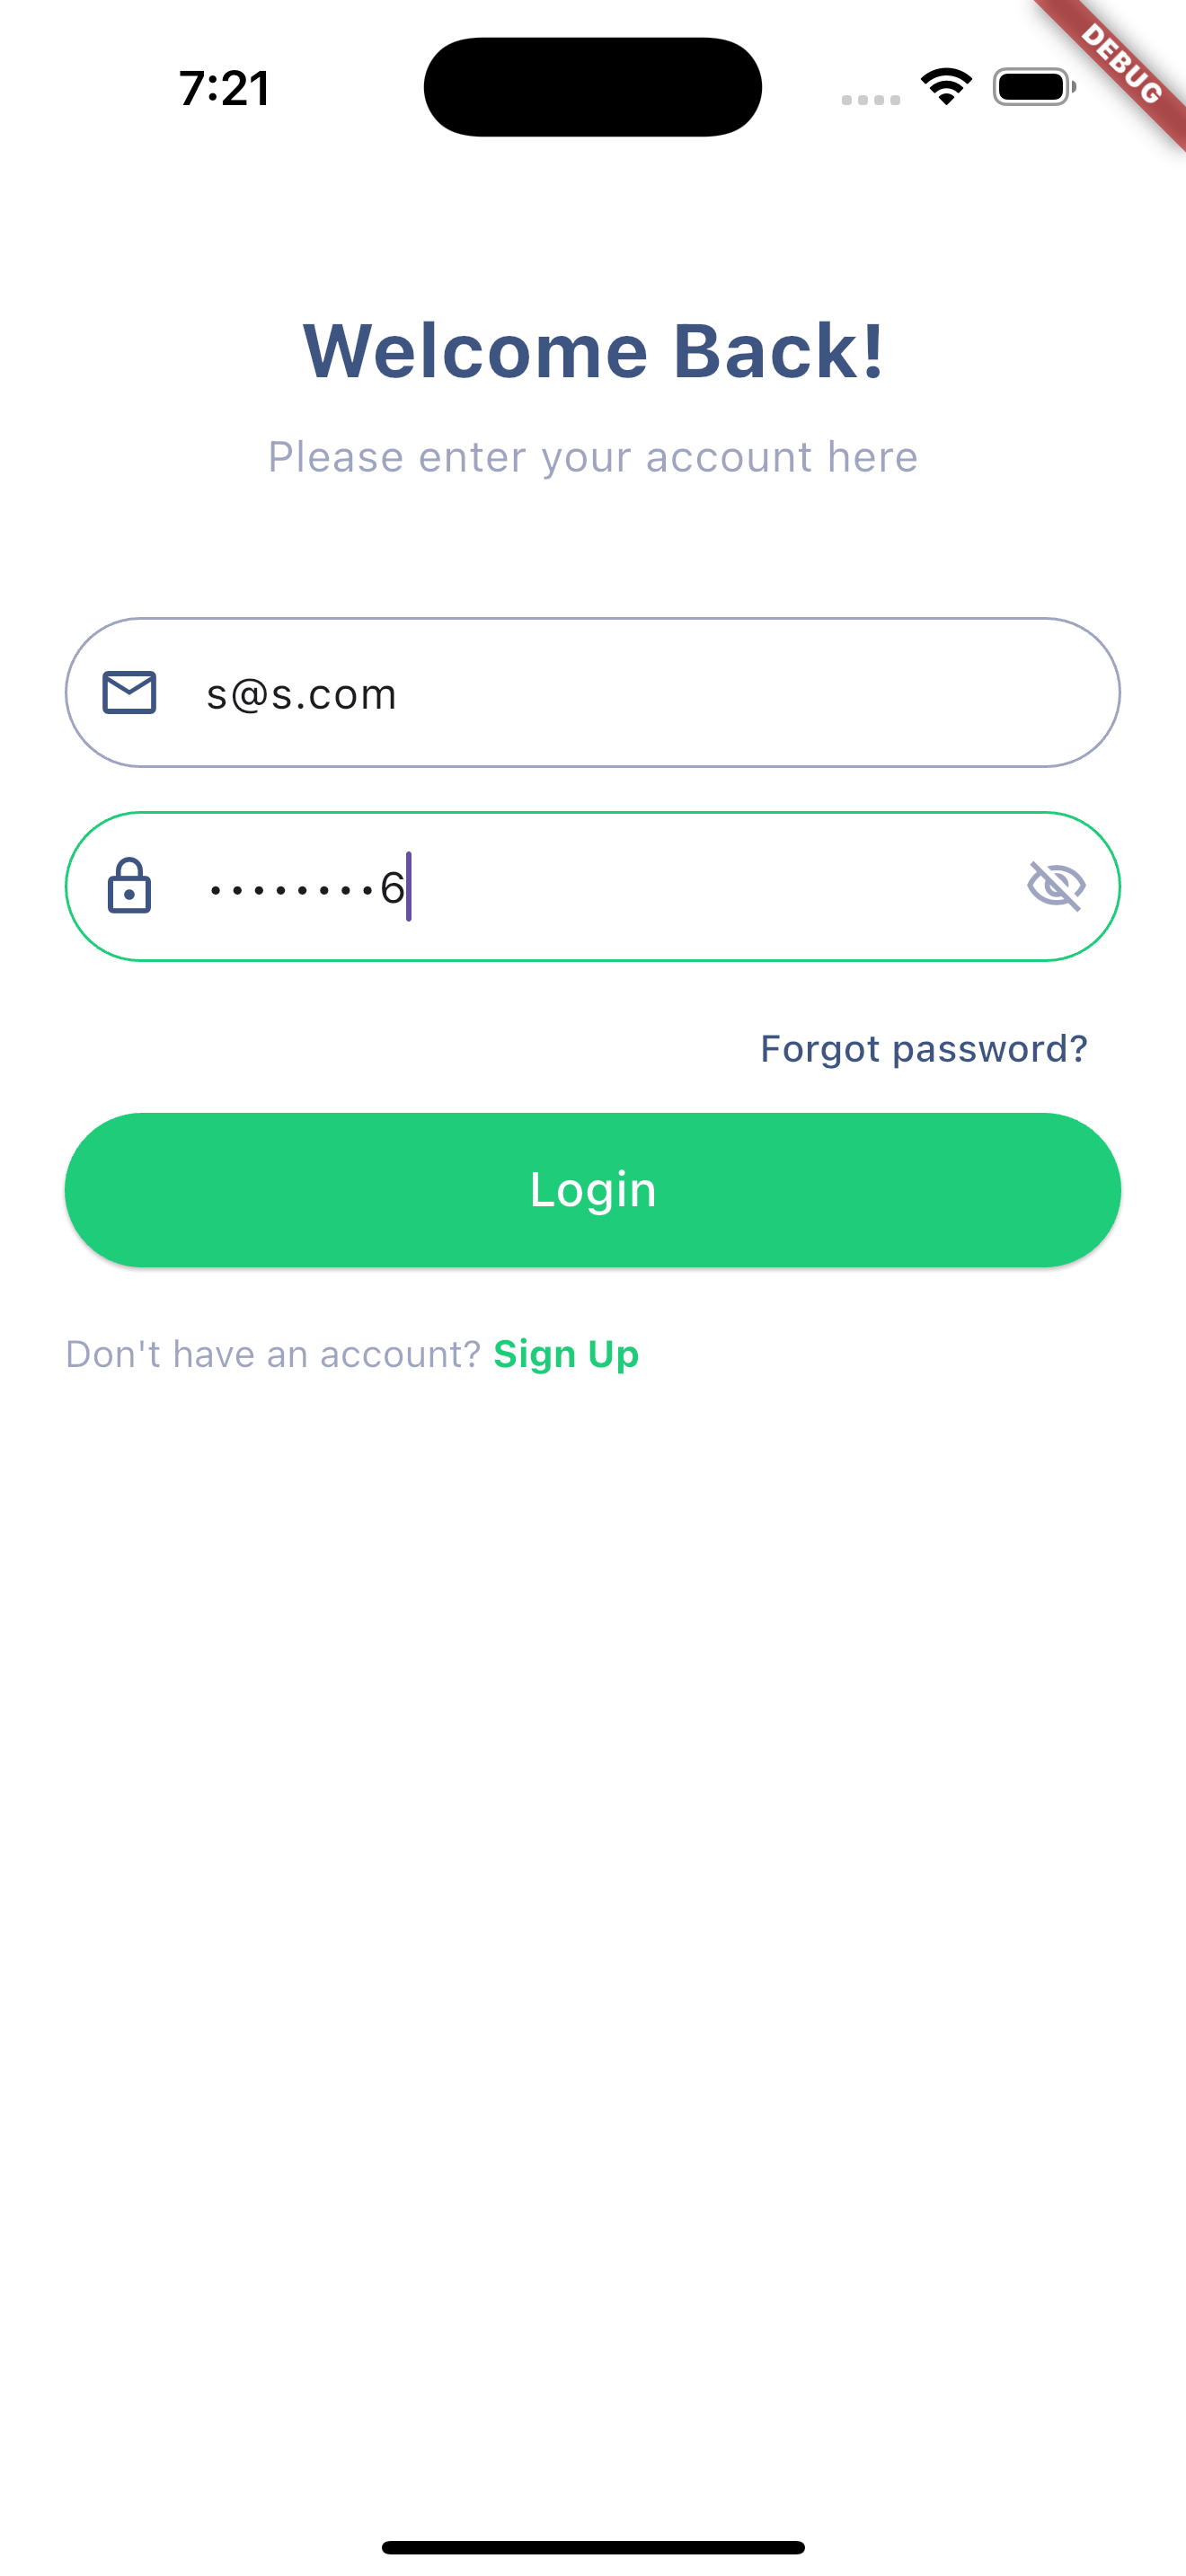 7:21
DEBUG
Welcome Back!
Please enter your account here
s@s.com
••••••••6
Forgot password?
Login
Don't have an account? Sign Up